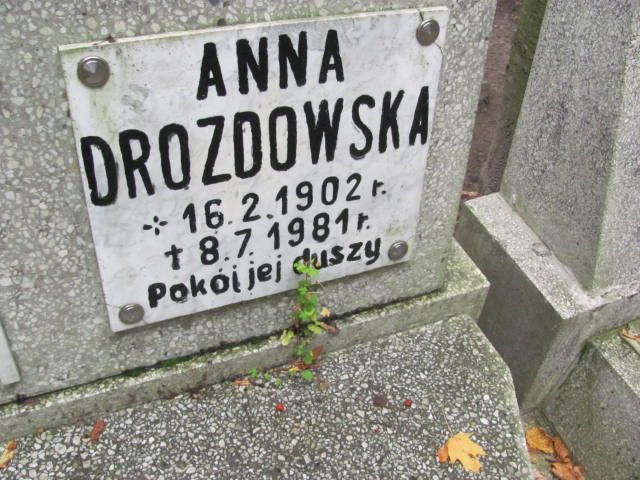 ANNA
DROZDOWSKA
* 16.2.1902 r.
† 8.7.1981 r.
Pokój jej duszy